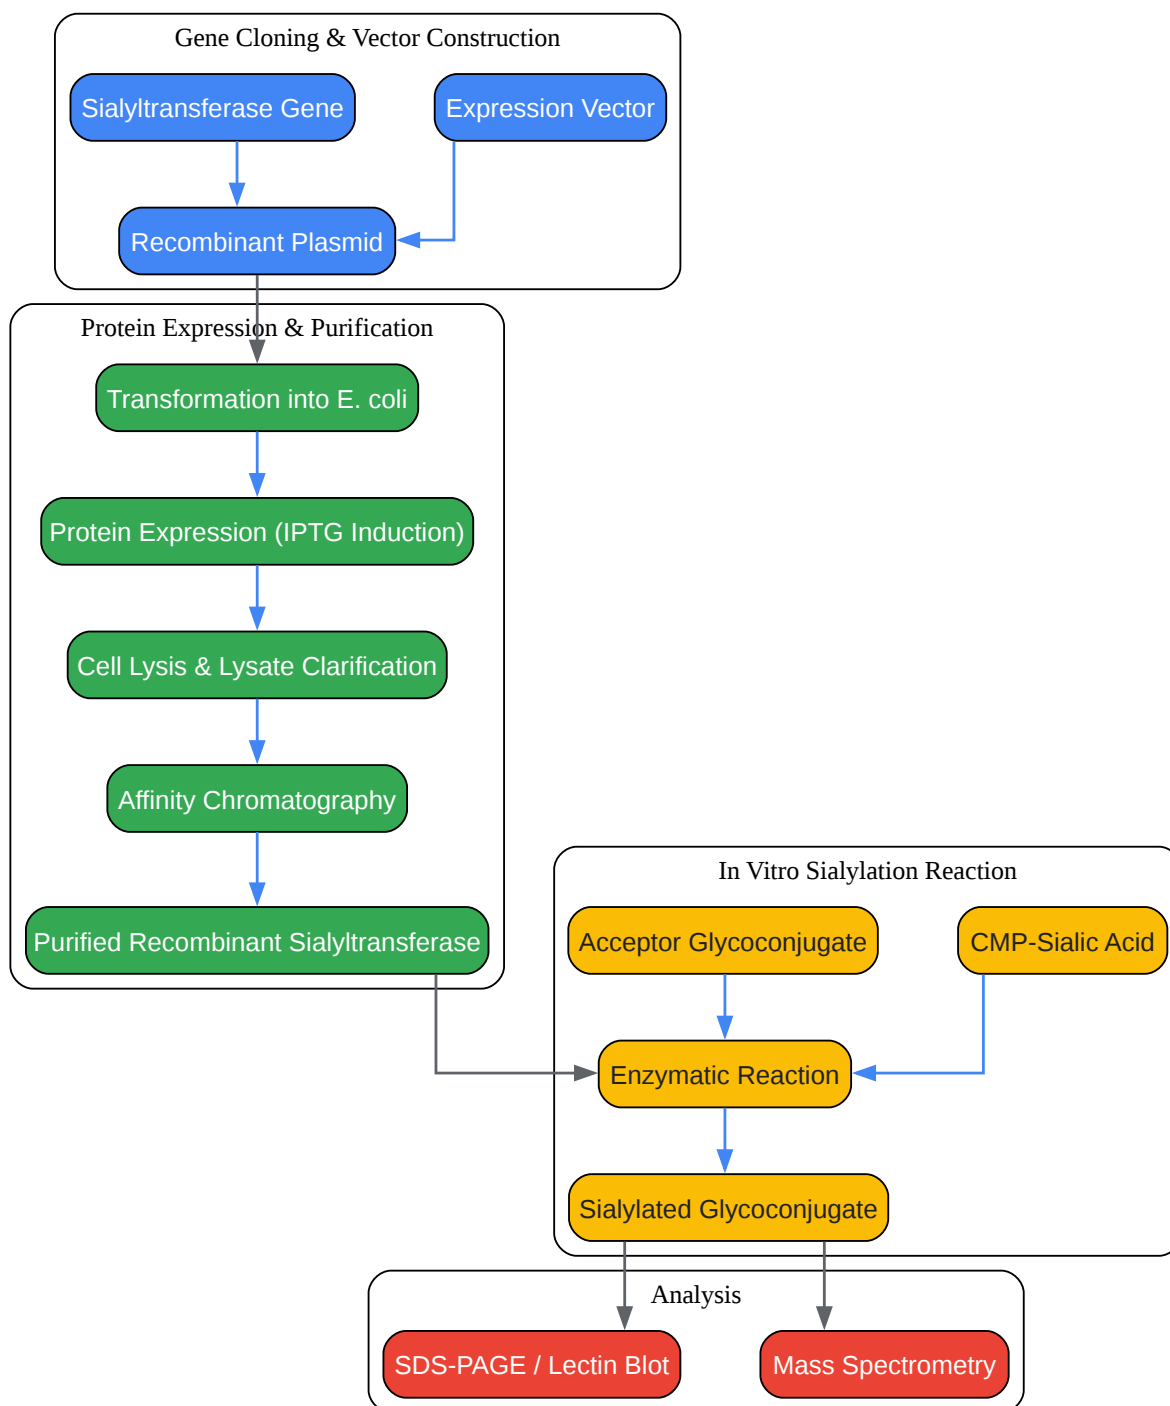 Gene Cloning & Vector Construction
Sialyltransferase Gene
Expression Vector
Recombinant Plasmid
Protein Expression & Purification
Transformation into E. coli
Protein Expression (IPTG Induction)
Cell Lysis & Lysate Clarification
Affinity Chromatography
Purified Recombinant Sialyltransferase
In Vitro Sialylation Reaction
Acceptor Glycoconjugate
CMP-Sialic Acid
Enzymatic Reaction
Sialylated Glycoconjugate
Analysis
SDS-PAGE / Lectin Blot
Mass Spectrometry